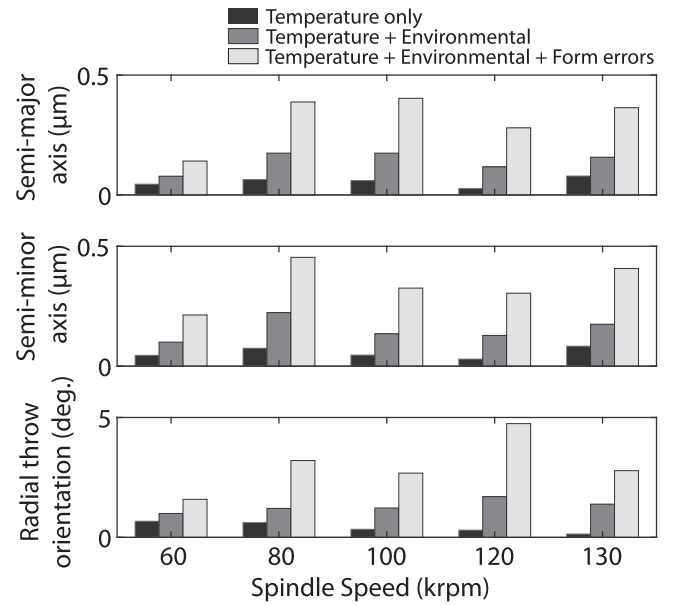 Temperature only
Temperature + Environmental
Temperature + Environmental + Form errors
Semi-major
axis (μm)
0.5
0
Semi-minor
axis (μm)
0.5
0
Radial throw
orientation (deg.)
5
0
60 80 100 120 130
Spindle Speed (krpm)